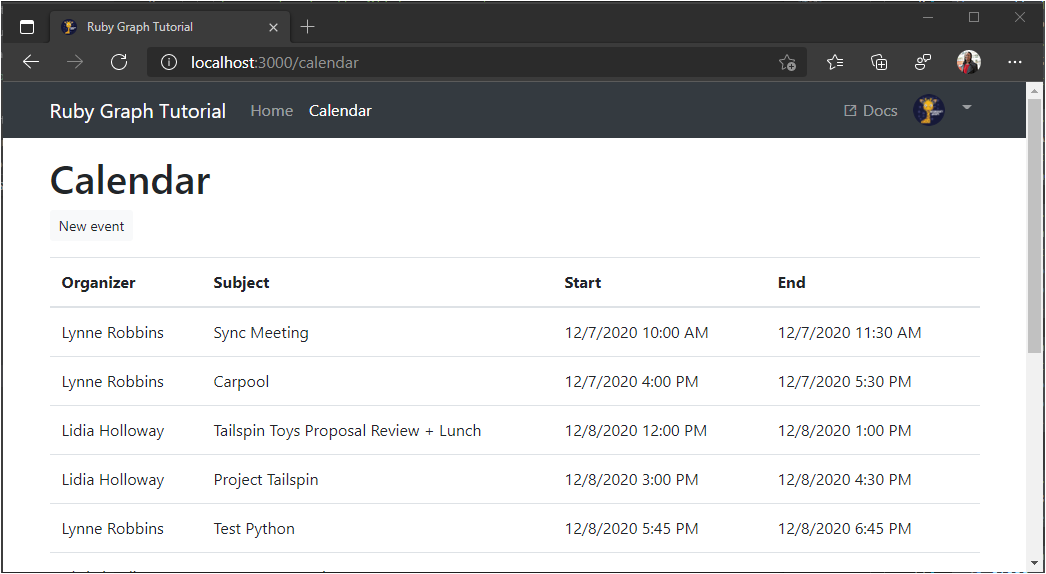 Ruby Graph Tutorial
localhost:3000/calendar
Ruby Graph Tutorial Home Calendar Docs
Calendar
New event
Organizer Subject Start End
Lynne Robbins Sync Meeting 12/7/2020 10:00 AM 12/7/2020 11:30 AM
Lynne Robbins Carpool 12/7/2020 4:00 PM 12/7/2020 5:30 PM
Lidia Holloway Tailspin Toys Proposal Review + Lunch 12/8/2020 12:00 PM 12/8/2020 1:00 PM
Lidia Holloway Project Tailspin 12/8/2020 3:00 PM 12/8/2020 4:30 PM
Lynne Robbins Test Python 12/8/2020 5:45 PM 12/8/2020 6:45 PM